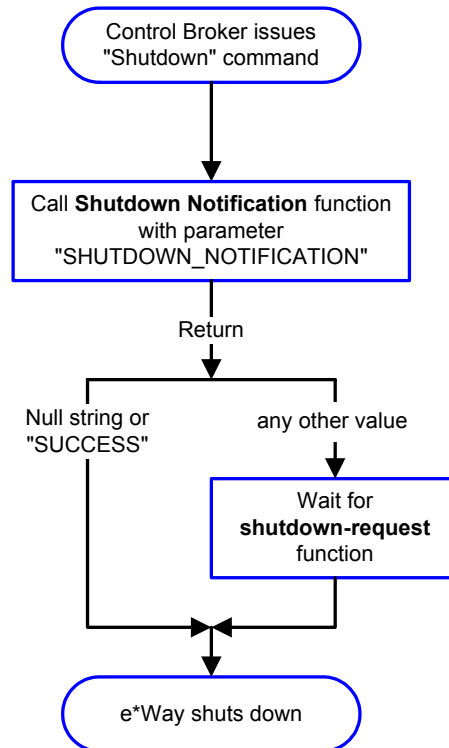 Control Broker issues
"Shutdown" command
Call Shutdown Notification function
with parameter
"SHUTDOWN_NOTIFICATION"
Return
Null string or
"SUCCESS"
any other value
Wait for
shutdown-request
function
e*Way shuts down